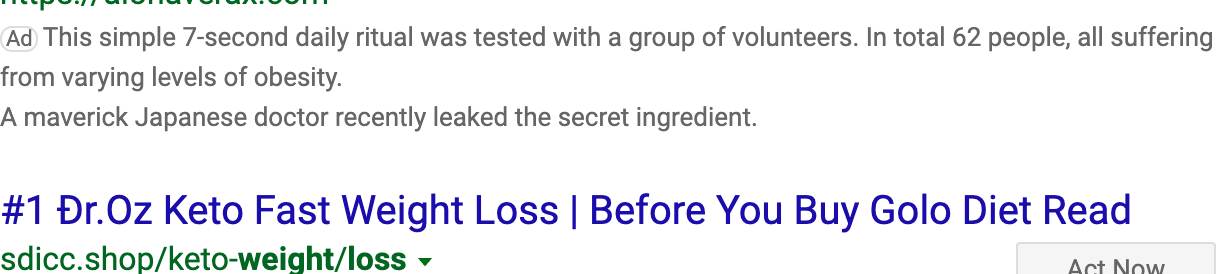 Ad This simple 7-second daily ritual was tested with a group of volunteers. In total 62 people, all suffering
from varying levels of obesity.
A maverick Japanese doctor recently leaked the secret ingredient.
#1 Đr.Oz Keto Fast Weight Loss | Before You Buy Golo Diet Read
sdicc.shop/keto-weight/loss
Act Now